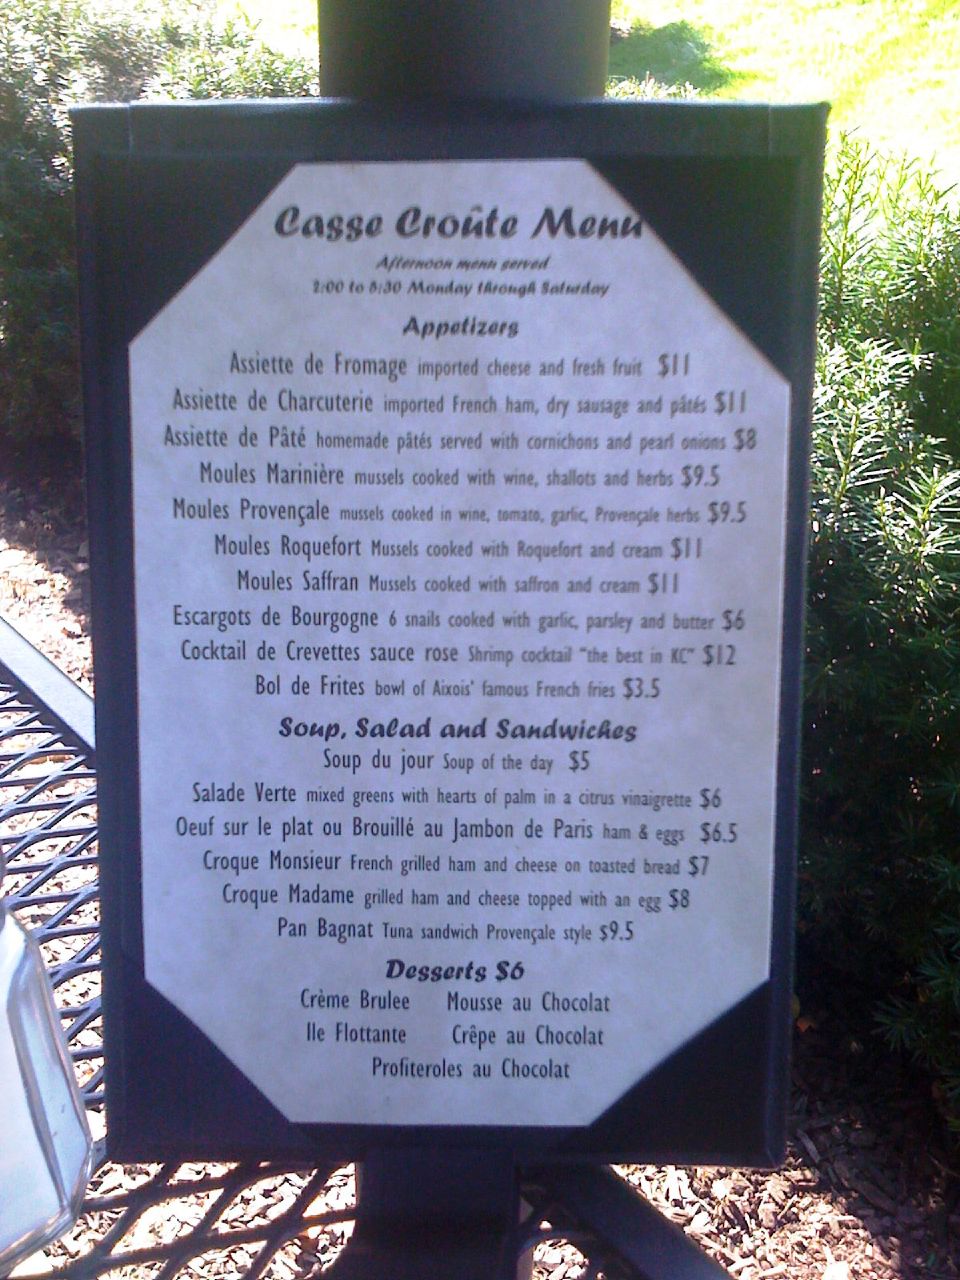 Casse Croûte Menu
Afternoon menu served
2:00 to 5:30 Monday through Saturday
Appetizers
Assiette de Fromage imported cheese and fresh fruit $11
Assiette de Charcuterie imported French ham, dry sausage and pâtés $11
Assiette de Pâté homemade pâtés served with cornichons and pearl onions $8
Moules Marinière mussels cooked with wine, shallots and herbs $9.5
Moules Provençale mussels cooked in wine, tomato, garlic, Provençale herbs $9.5
Moules Roquefort Mussels cooked with Roquefort and cream $11
Moules Saffran Mussels cooked with saffron and cream $11
Escargots de Bourgogne 6 snails cooked with garlic, parsley and butter $6
Cocktail de Crevettes sauce rose Shrimp cocktail "the best in KC" $12
Bol de Frites bowl of Aixois' famous French fries $3.5
Soup, Salad and Sandwiches
Soup du jour Soup of the day $5
Salade Verte mixed greens with hearts of palm in a citrus vinaigrette $6
Oeuf sur le plat ou Brouillé au Jambon de Paris ham & eggs $6.5
Croque Monsieur French grilled ham and cheese on toasted bread $7
Croque Madame grilled ham and cheese topped with an egg $8
Pan Bagnat Tuna sandwich Provençale style $9.5
Desserts $6
Crème Brulee Mousse au Chocolat
Ile Flottante Crêpe au Chocolat
Profiteroles au Chocolat